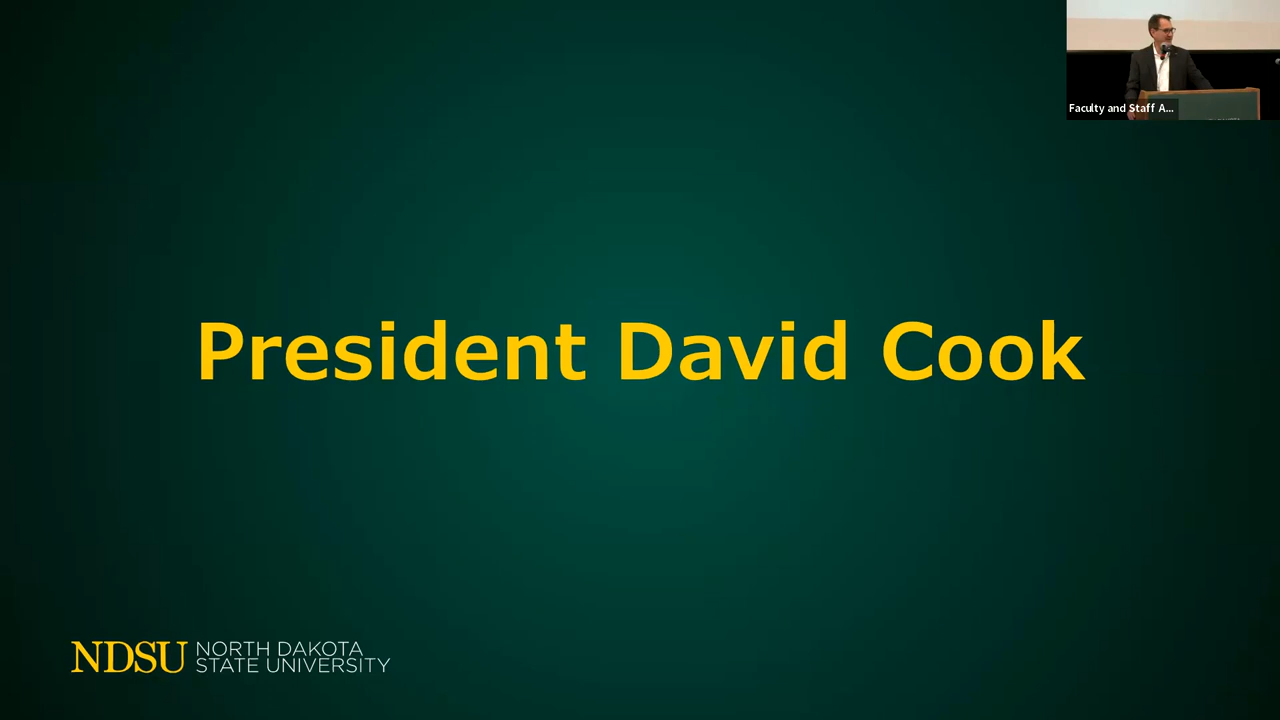 Faculty and Staff A...
President David Cook
NDSU NORTH DAKOTA
STATE UNIVERSITY